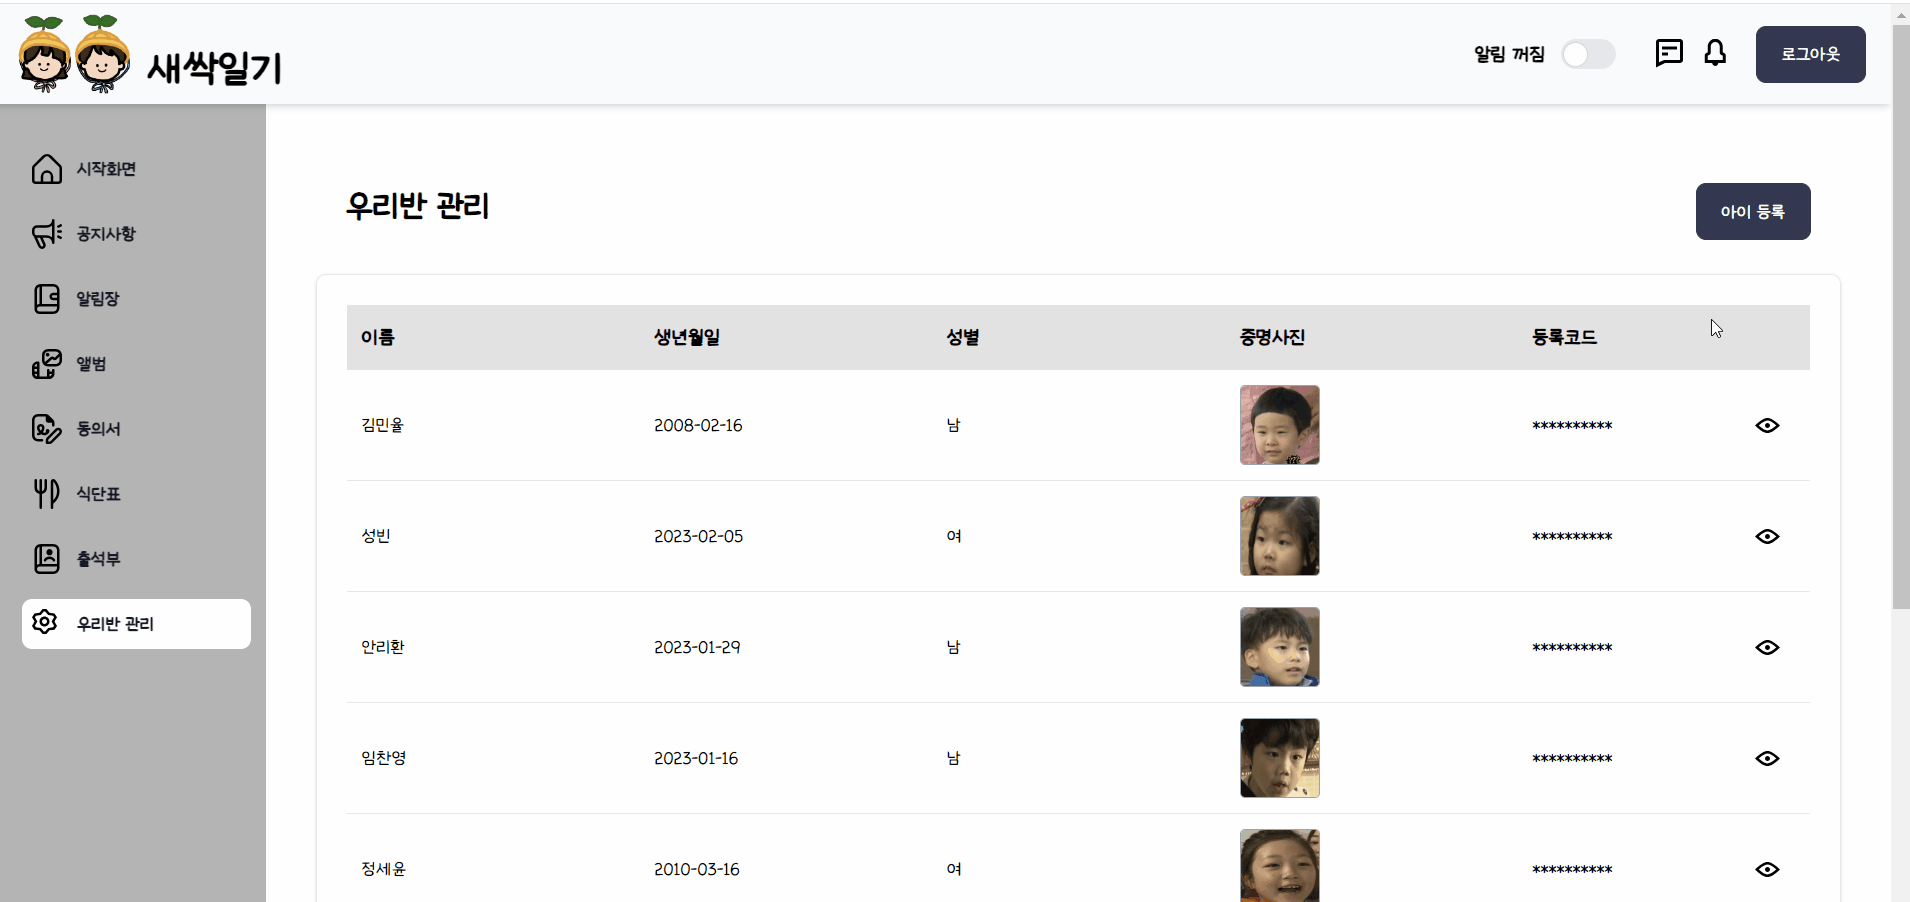 새싹일기
알림 꺼짐
로그아웃
시작화면
공지사항
알림장
앨범
동의서
식단표
출석부
우리반 관리
우리반 관리
아이 등록
이름 생년월일 성별 증명사진 등록코드
김민율 2008-02-16 남 **********
성빈 2023-02-05 여 **********
안리환 2023-01-29 남 **********
임찬영 2023-01-16 남 **********
정세윤 2010-03-16 여 **********